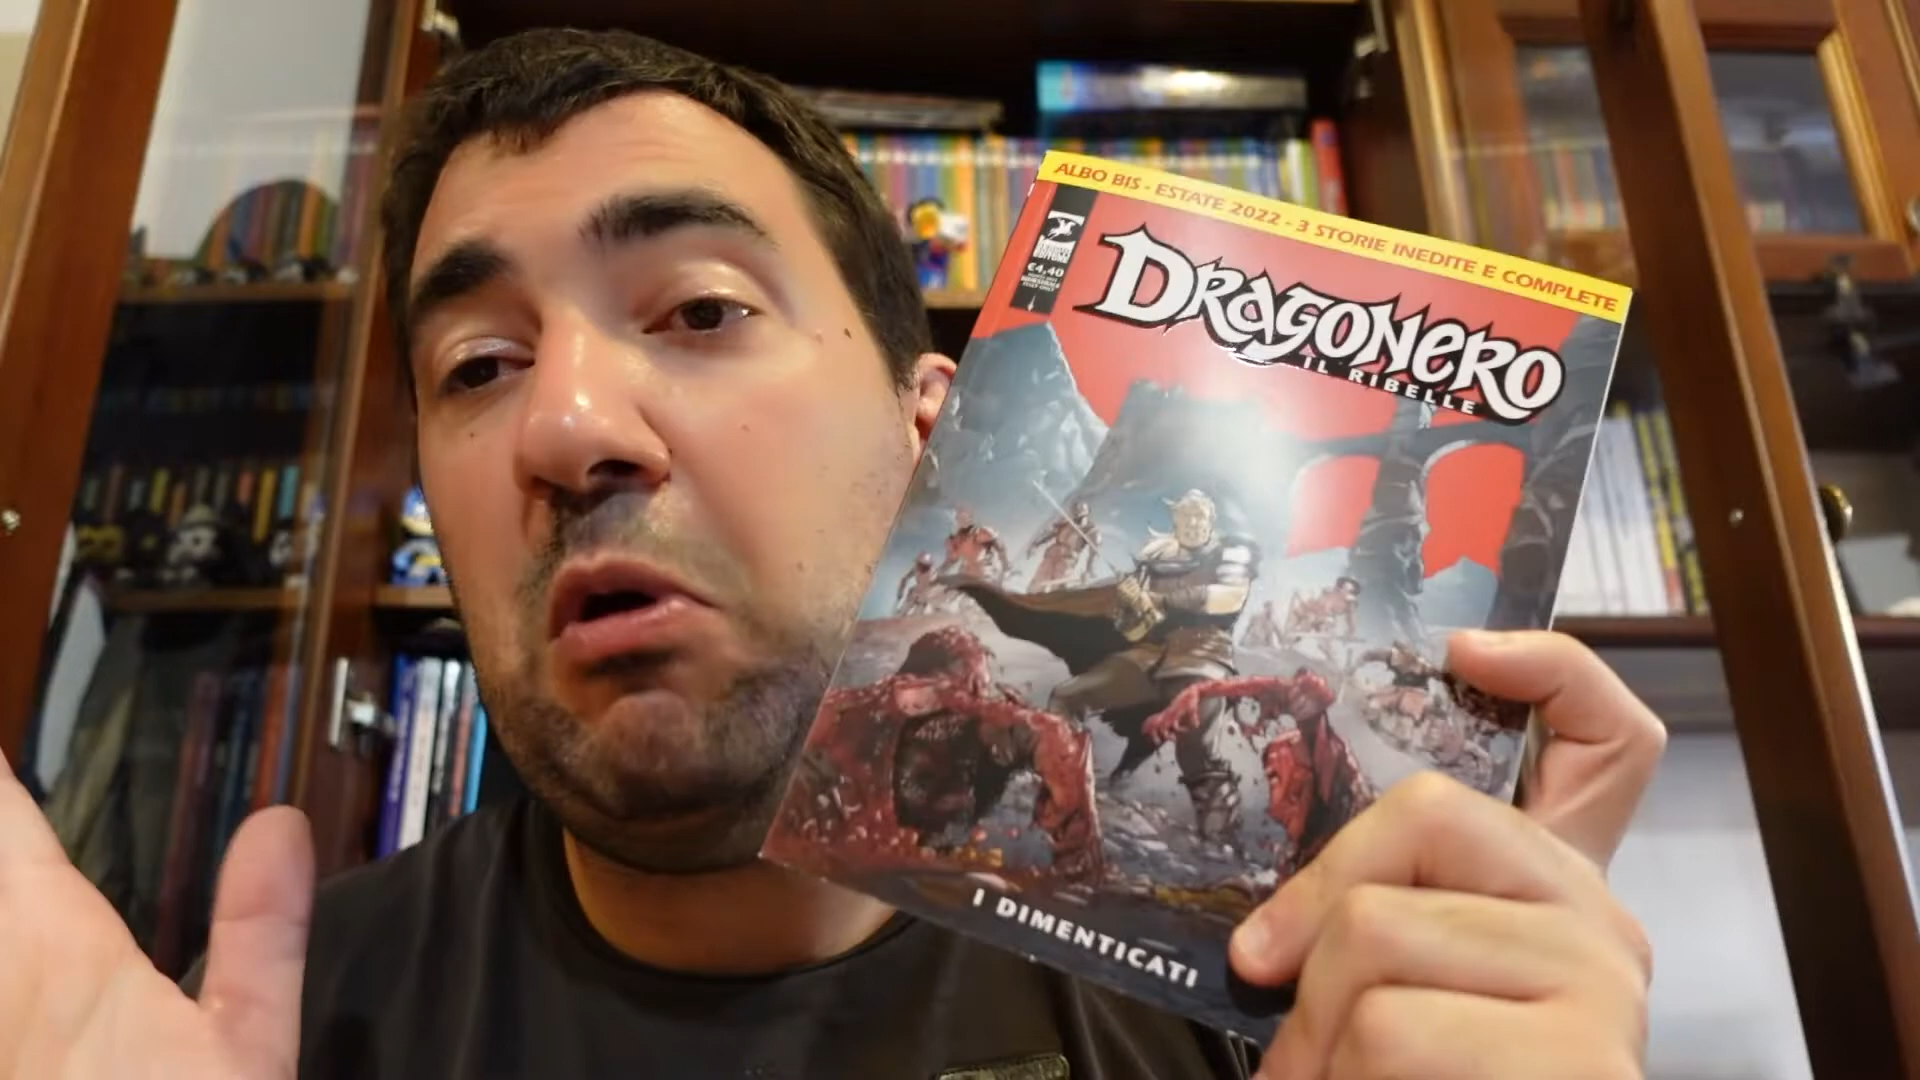 ALBO BIS - ESTATE 2022 - 3 STORIE INEDITE E COMPLETE
€4,40
DRAGONERO
IL RIBELLE
I DIMENTICATI